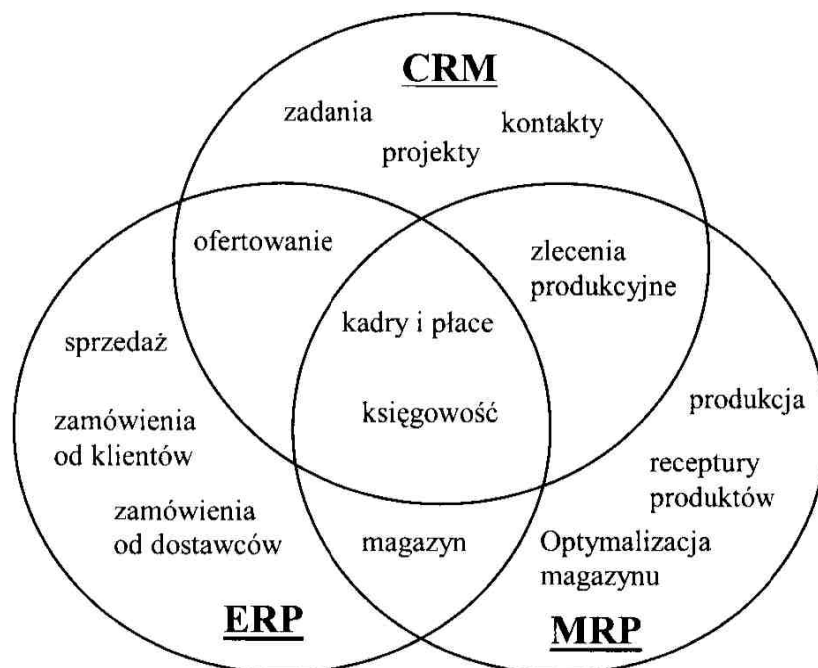 CRM
zadania
kontakty
projekty
ofertowanie
zlecenia
produkcyjne
kadry i płace
sprzedaż
księgowość
produkcja
zamówienia
od klientów
receptury
produktów
zamówienia
od dostawców
magazyn
Optymalizacja
magazynu
ERP
MRP